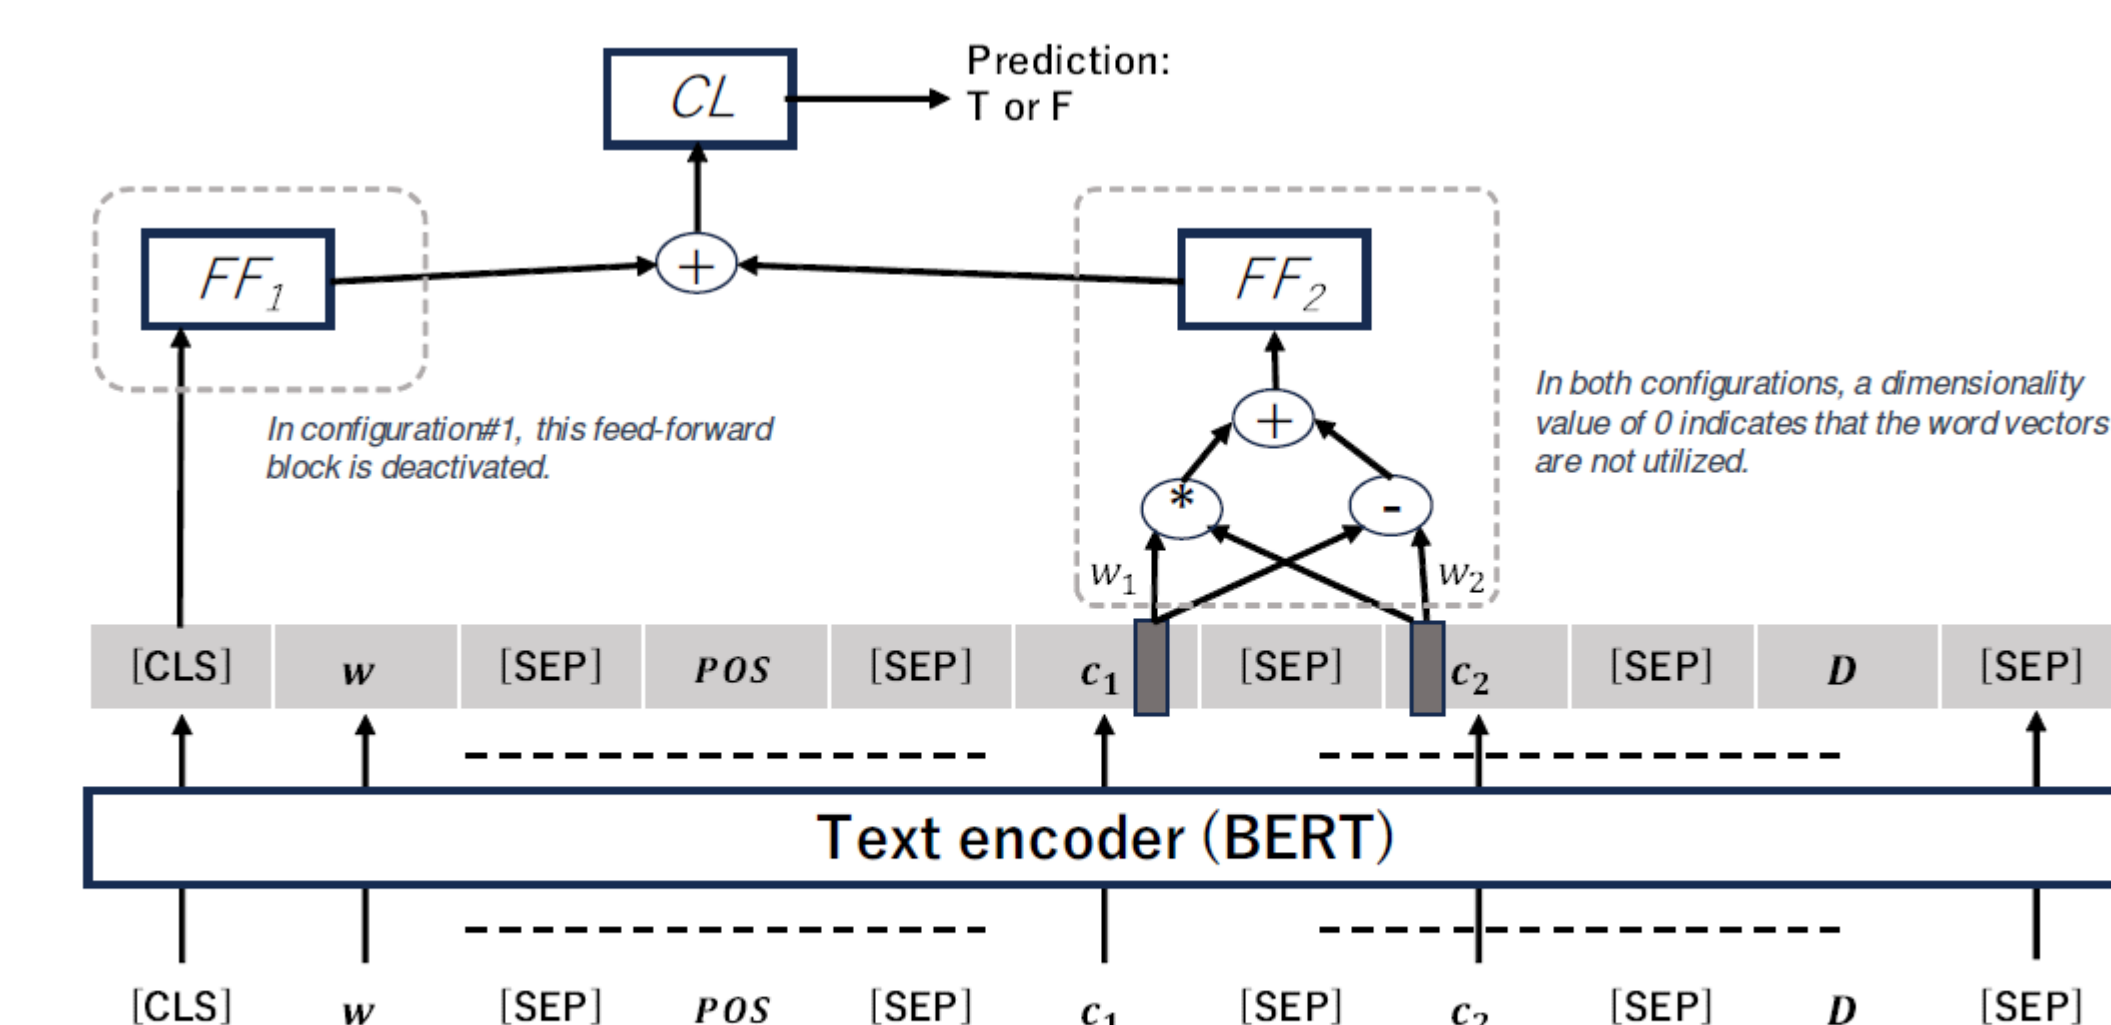 CL
Prediction:
T or F
FF₁
+
FF₂
In configuration#1, this feed-forward
block is deactivated.
+
In both configurations, a dimensionality
value of 0 indicates that the word vectors
are not utilized.
* -
w₁ w₂
[CLS] w [SEP] POS [SEP] c₁ [SEP] c₂ [SEP] D [SEP]
Text encoder (BERT)
[CLS] w [SEP] POS [SEP] c₁ [SEP] c₂ [SEP] D [SEP]